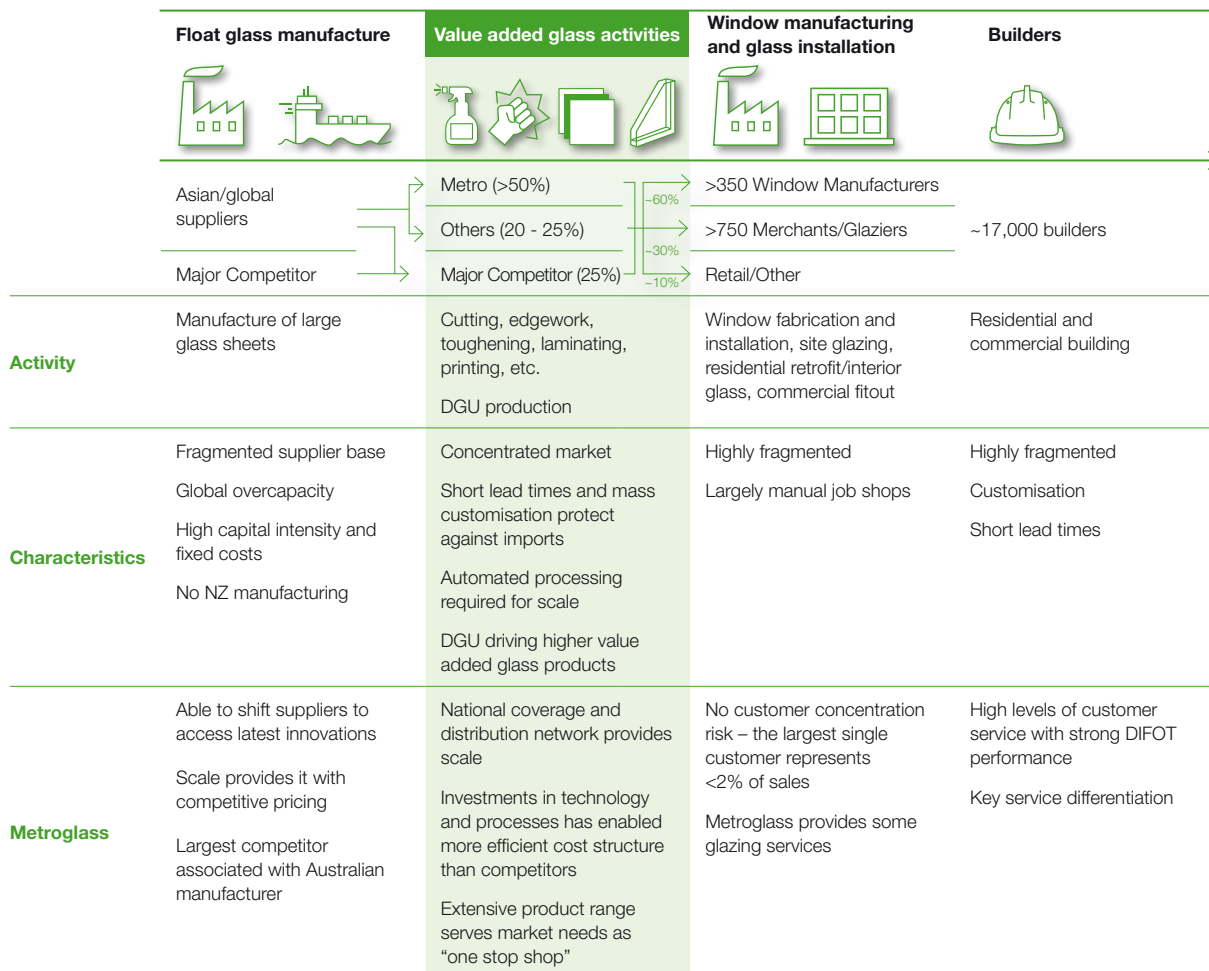 Float glass manufacture
Value added glass activities
Window manufacturing
and glass installation
Builders
Asian/global
suppliers
Major Competitor
Metro (>50%)
Others (20 - 25%)
Major Competitor (25%)
~60%
~30%
~10%
>350 Window Manufacturers
>750 Merchants/Glaziers
Retail/Other
~17,000 builders
Activity
Manufacture of large
glass sheets
Cutting, edgework,
toughening, laminating,
printing, etc.
DGU production
Window fabrication and
installation, site glazing,
residential retrofit/interior
glass, commercial fitout
Residential and
commercial building
Characteristics
Fragmented supplier base
Global overcapacity
High capital intensity and
fixed costs
No NZ manufacturing
Concentrated market
Short lead times and mass
customisation protect
against imports
Automated processing
required for scale
DGU driving higher value
added glass products
Highly fragmented
Largely manual job shops
Highly fragmented
Customisation
Short lead times
Metroglass
Able to shift suppliers to
access latest innovations
Scale provides it with
competitive pricing
Largest competitor
associated with Australian
manufacturer
National coverage and
distribution network provides
scale
Investments in technology
and processes has enabled
more efficient cost structure
than competitors
Extensive product range
serves market needs as
“one stop shop”
No customer concentration
risk – the largest single
customer represents
<2% of sales
Metroglass provides some
glazing services
High levels of customer
service with strong DIFOT
performance
Key service differentiation